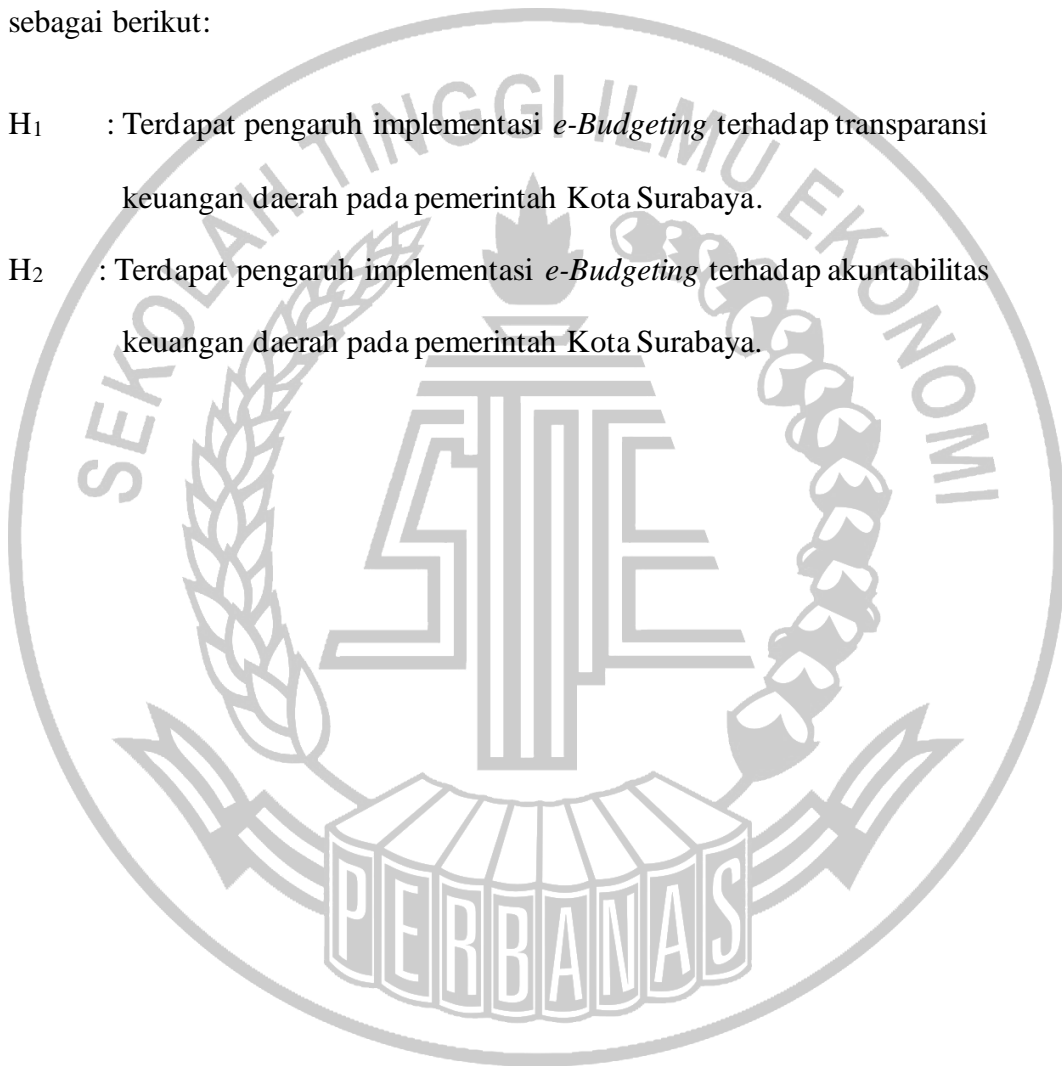 sebagai berikut:
H1 : Terdapat pengaruh implementasi e-Budgeting terhadap transparansi
keuangan daerah pada pemerintah Kota Surabaya.
H2 : Terdapat pengaruh implementasi e-Budgeting terhadap akuntabilitas
keuangan daerah pada pemerintah Kota Surabaya.
SEKOLAH TINGGI ILMU EKONOMI
STIE
PERBANAS